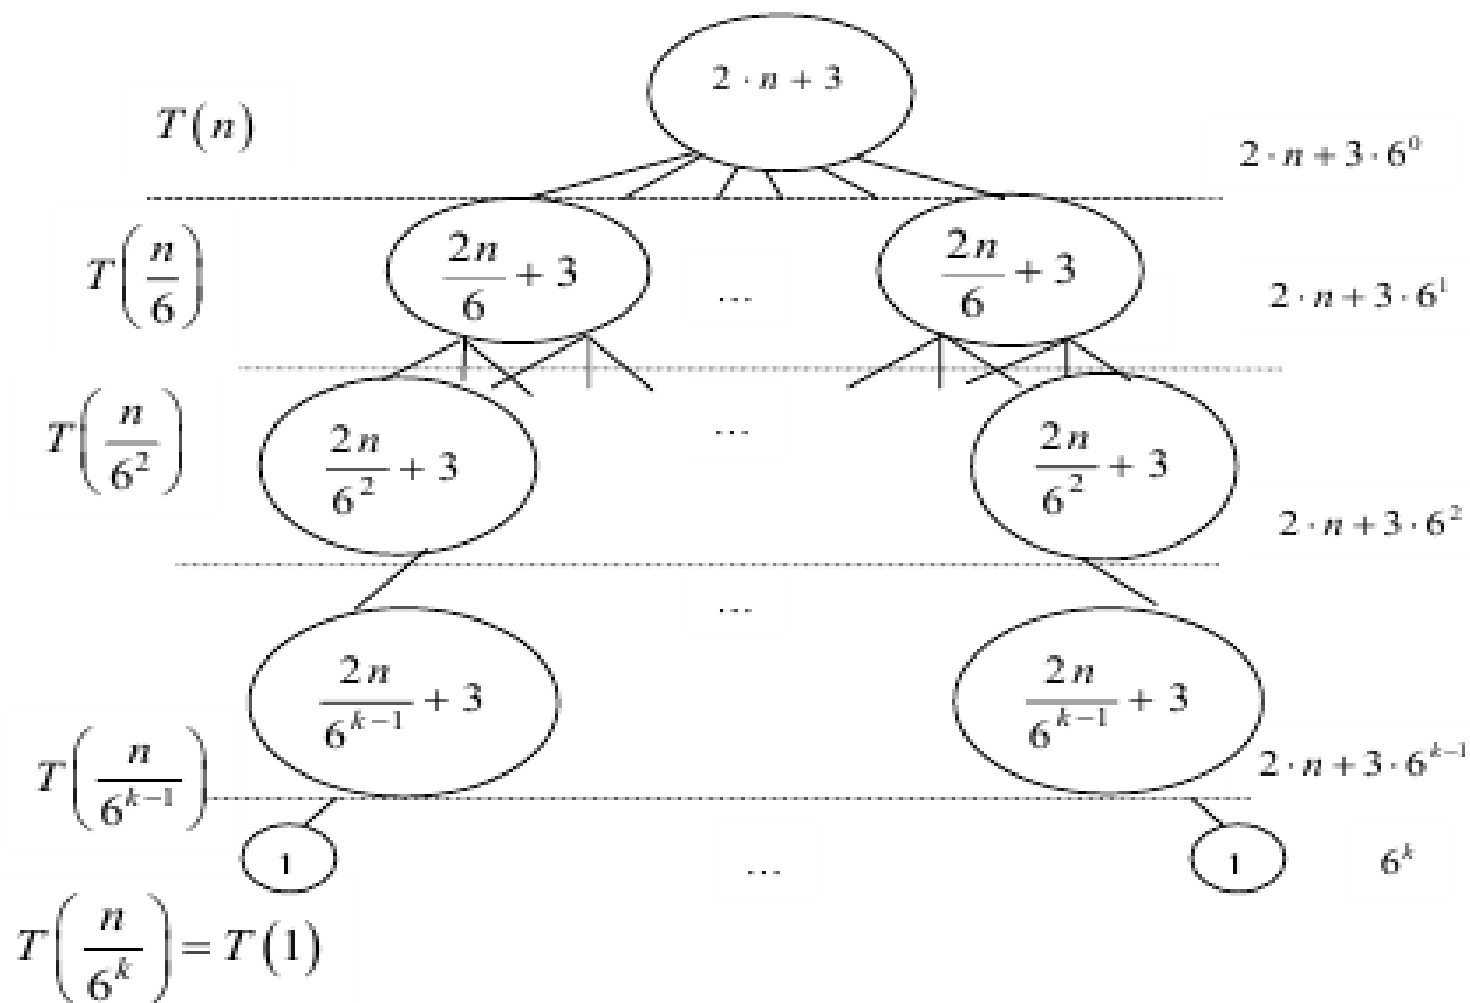 2 · n + 3
T(n)
2 · n + 3 · 6^0
T(n/6)
2n/6 + 3
...
2n/6 + 3
2 · n + 3 · 6^1
T(n/6^2)
2n/6^2 + 3
...
2n/6^2 + 3
2 · n + 3 · 6^2
...
2n/6^{k-1} + 3
2n/6^{k-1} + 3
T(n/6^{k-1})
2 · n + 3 · 6^{k-1}
1
...
1
6^k
T(n/6^k) = T(1)